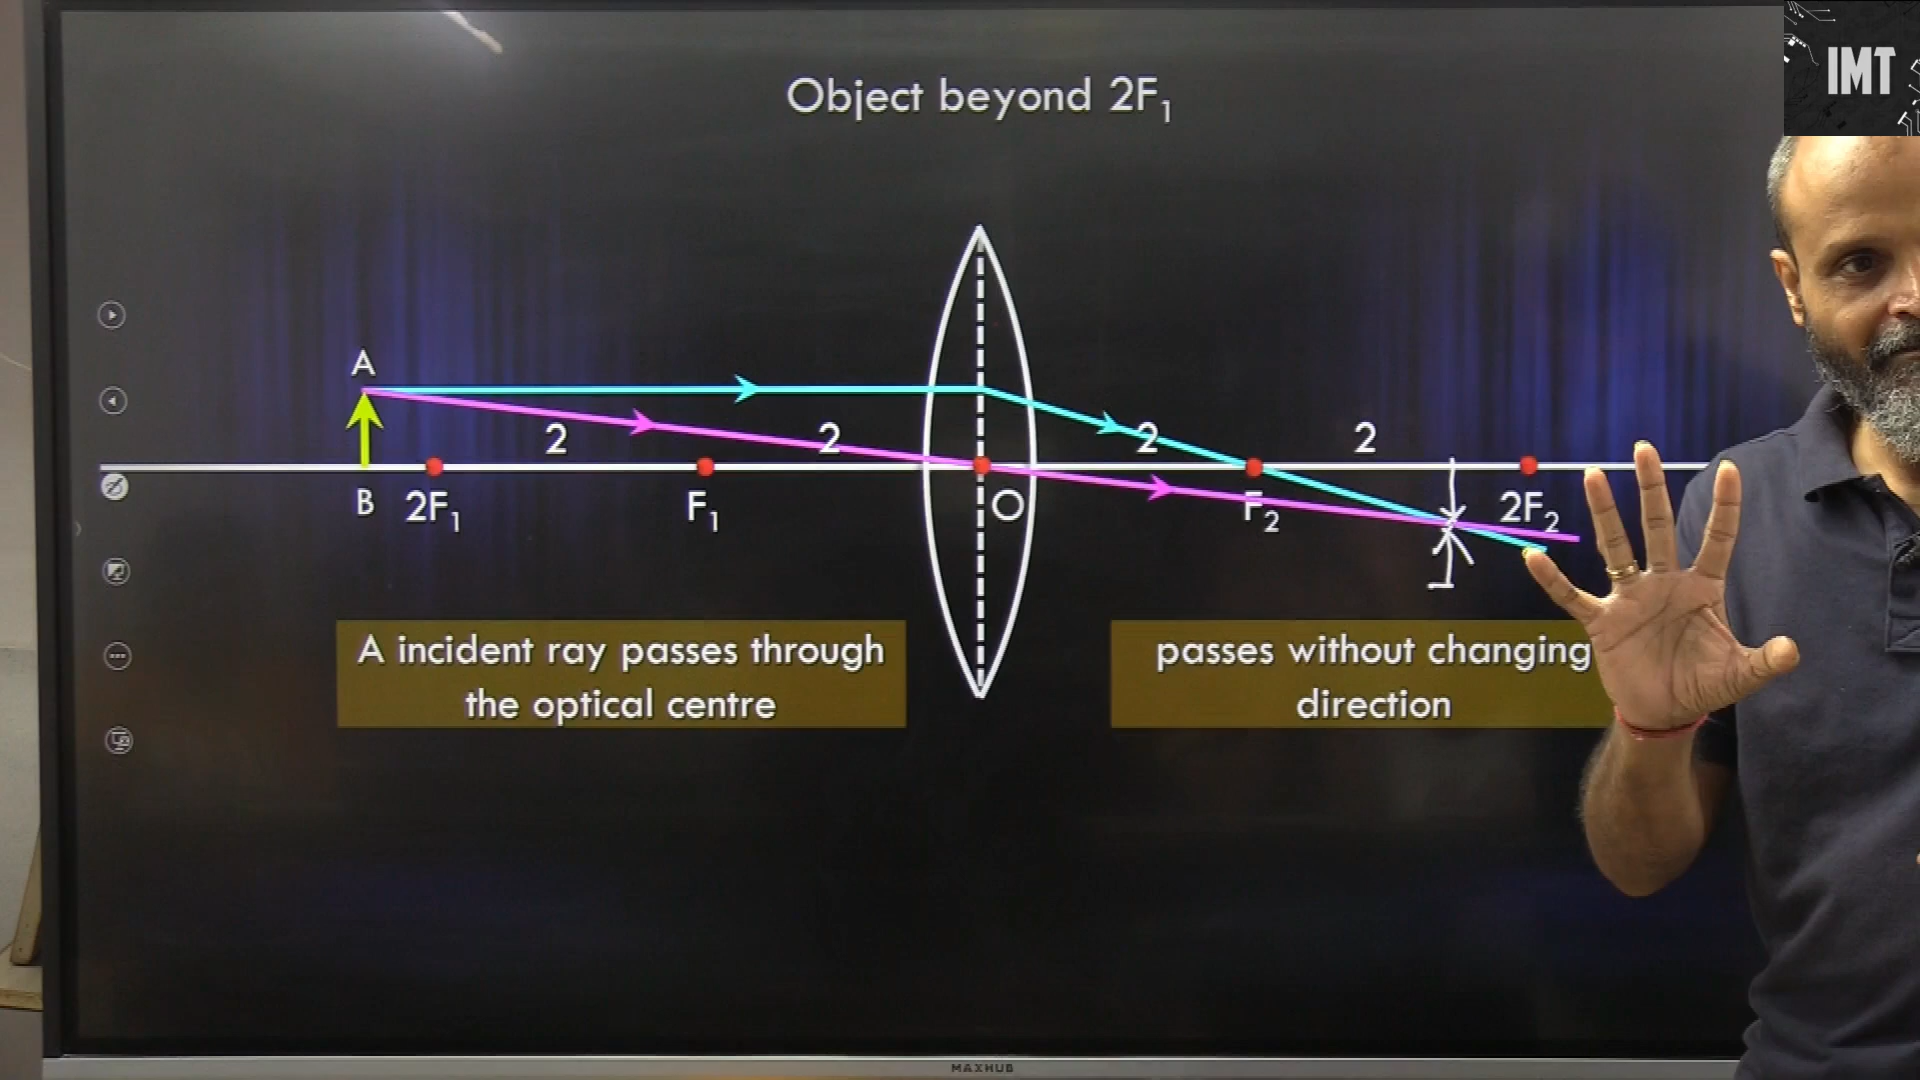 Object beyond 2F₁
IMT
A
2 2 2 2
B 2F₁ F₁ O F₂ 2F₂
1
A incident ray passes through
the optical centre
passes without changing
direction
MAXHUB